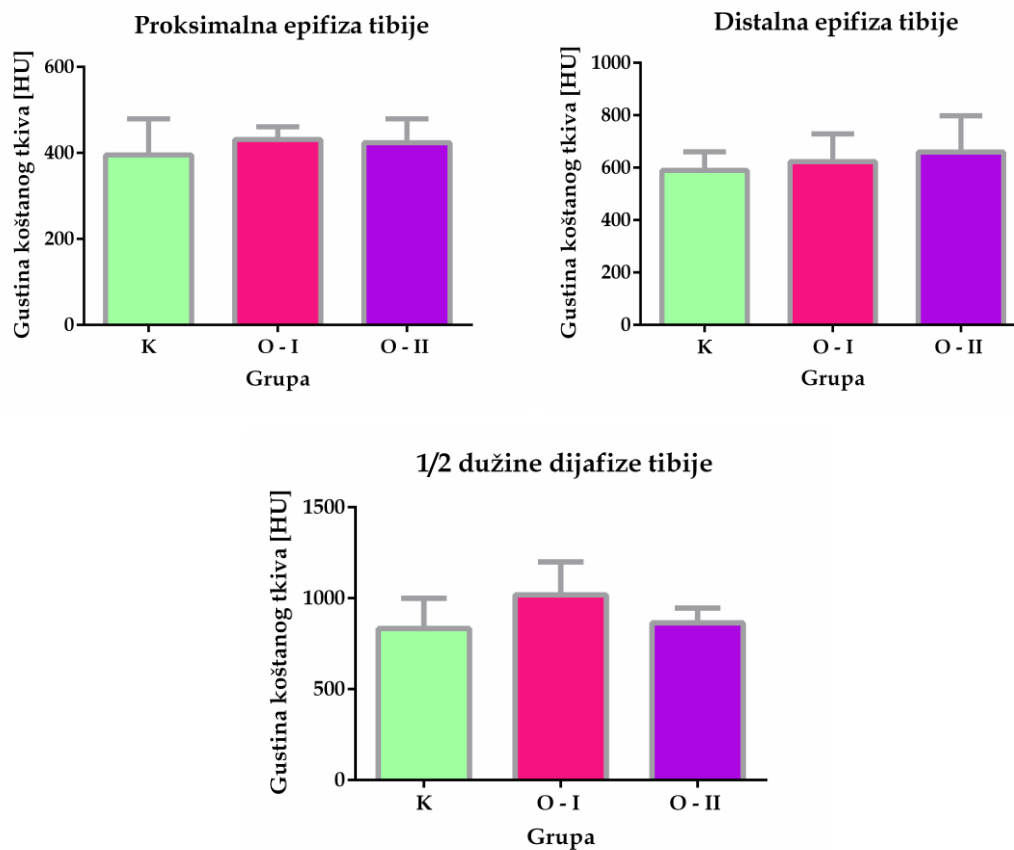 Proksimalna epifiza tibije
Gustina koštanog tkiva [HU]
600
400
200
0
K
O - I
O - II
Grupa
Distalna epifiza tibije
Gustina koštanog tkiva [HU]
1000
800
600
400
200
0
K
O - I
O - II
Grupa
1/2 dužine dijafize tibije
Gustina koštanog tkiva [HU]
1500
1000
500
0
K
O - I
O - II
Grupa